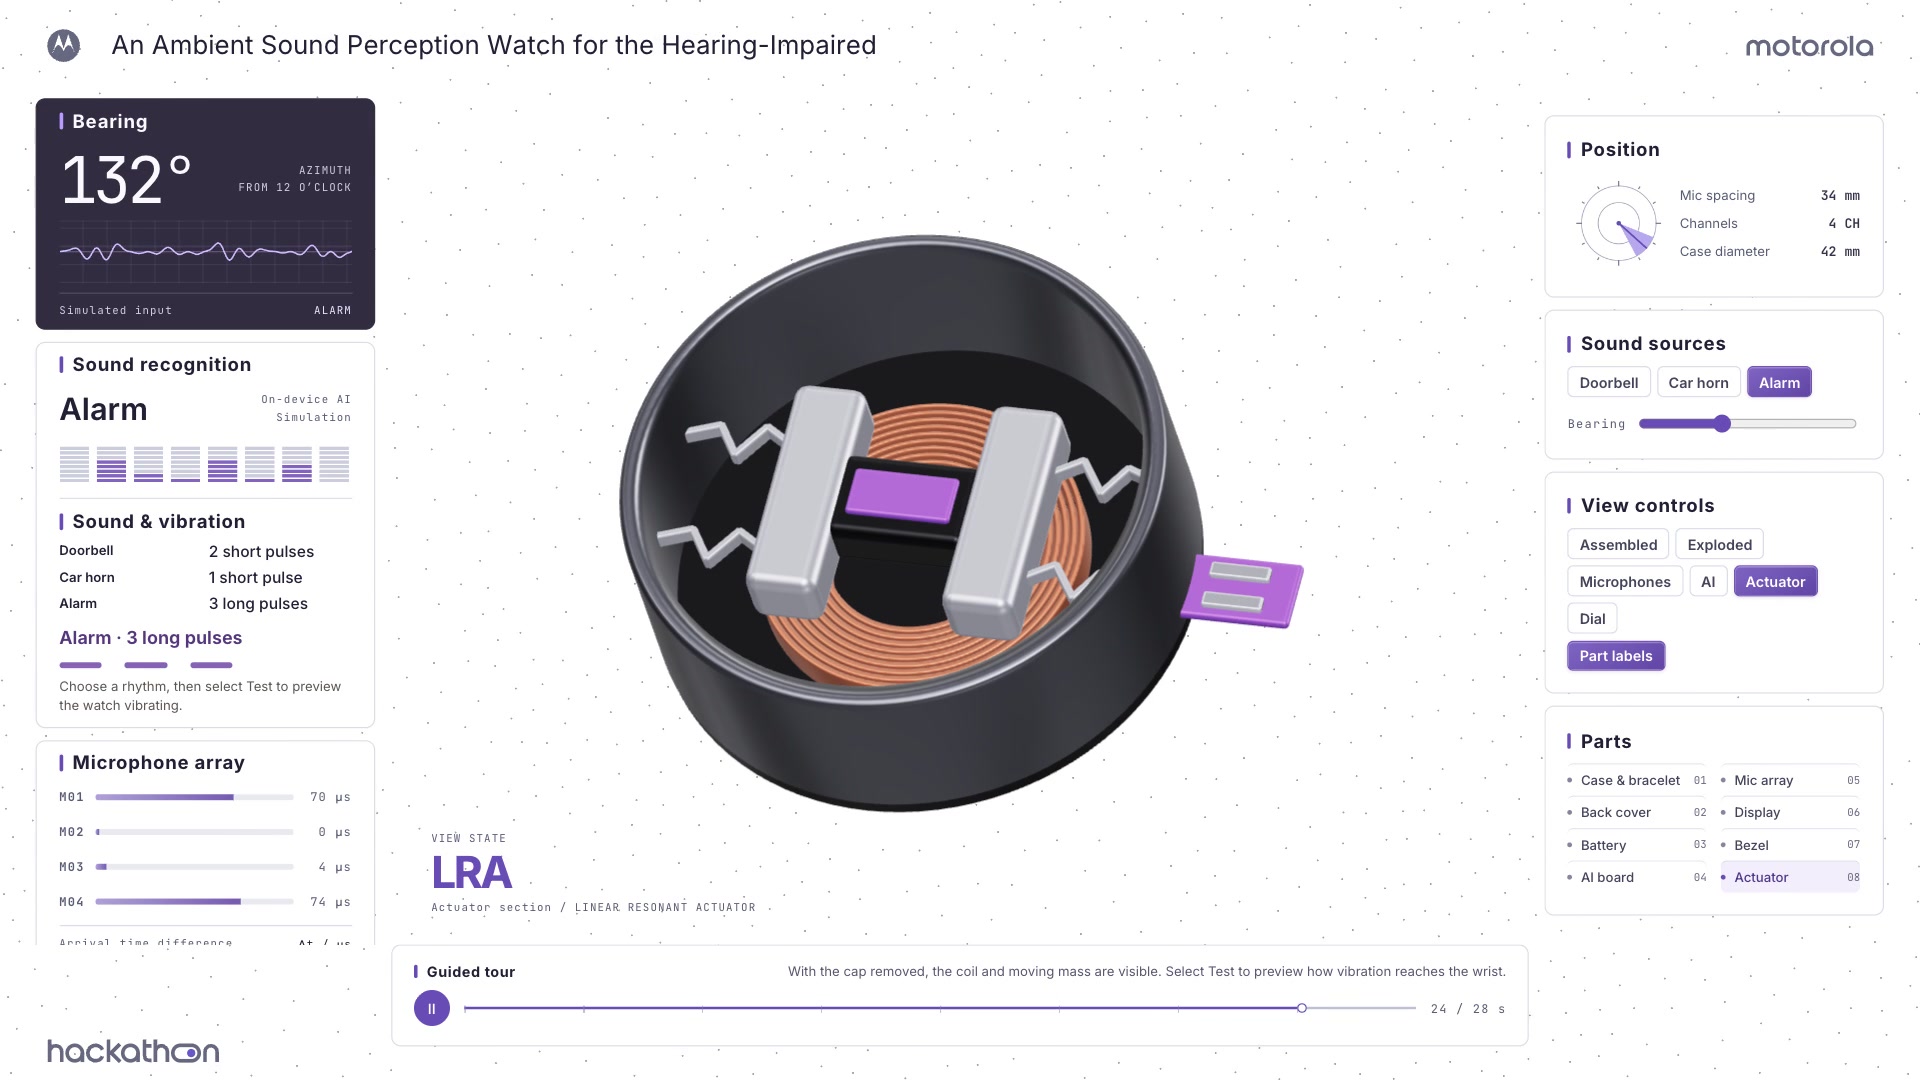 An Ambient Sound Perception Watch for the Hearing-Impaired
motorola
Bearing
132°
AZIMUTH
FROM 12 O'CLOCK
Simulated input
ALARM
Sound recognition
Alarm
On-device AI
Simulation
Sound & vibration
Doorbell 2 short pulses
Car horn 1 short pulse
Alarm 3 long pulses
Alarm · 3 long pulses
Choose a rhythm, then select Test to preview
the watch vibrating.
Microphone array
M01 70 µs
M02 0 µs
M03 4 µs
M04 74 µs
Arrival time difference Δt / µs
hackathon
VIEW STATE
LRA
Actuator section / LINEAR RESONANT ACTUATOR
Guided tour
With the cap removed, the coil and moving mass are visible. Select Test to preview how vibration reaches the wrist.
24 / 28 s
Position
Mic spacing 34 mm
Channels 4 CH
Case diameter 42 mm
Sound sources
Doorbell Car horn Alarm
Bearing
View controls
Assembled Exploded
Microphones AI Actuator
Dial
Part labels
Parts
Case & bracelet 01 Mic array 05
Back cover 02 Display 06
Battery 03 Bezel 07
AI board 04 Actuator 08